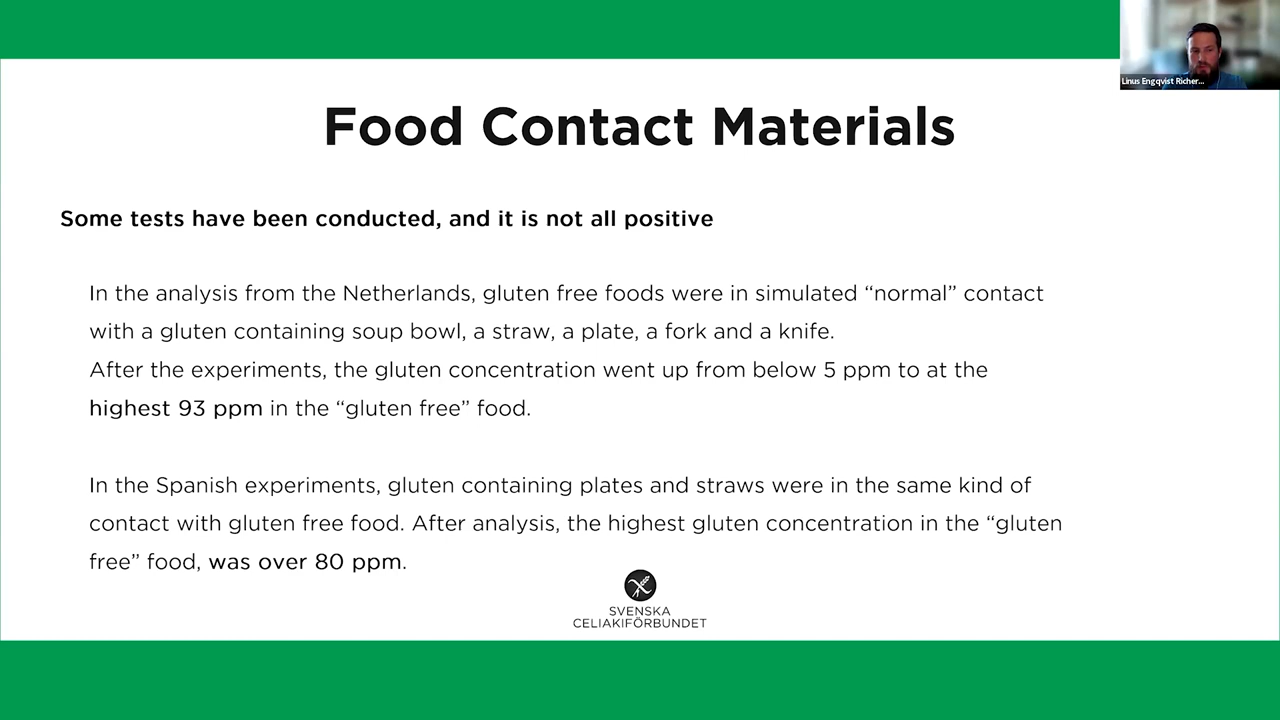 Linus Engqvist Richer...
Food Contact Materials
Some tests have been conducted, and it is not all positive
In the analysis from the Netherlands, gluten free foods were in simulated “normal” contact
with a gluten containing soup bowl, a straw, a plate, a fork and a knife.
After the experiments, the gluten concentration went up from below 5 ppm to at the
highest 93 ppm in the “gluten free” food.
In the Spanish experiments, gluten containing plates and straws were in the same kind of
contact with gluten free food. After analysis, the highest gluten concentration in the “gluten
free” food, was over 80 ppm.
SVENSKA
CELIAKIFÖRBUNDET